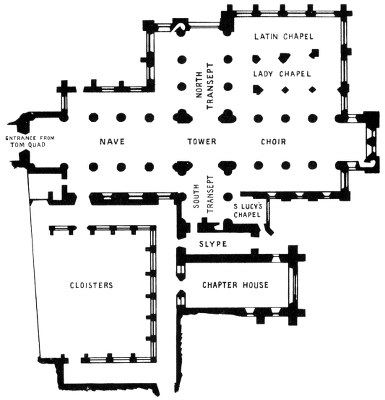 LATIN CHAPEL
LADY CHAPEL
NORTH
TRANSEPT
ENTRANCE FROM
TOM QUAD
NAVE
TOWER
CHOIR
SOUTH
TRANSEPT
S LUCY'S
CHAPEL
SLYPE
CLOISTERS
CHAPTER HOUSE